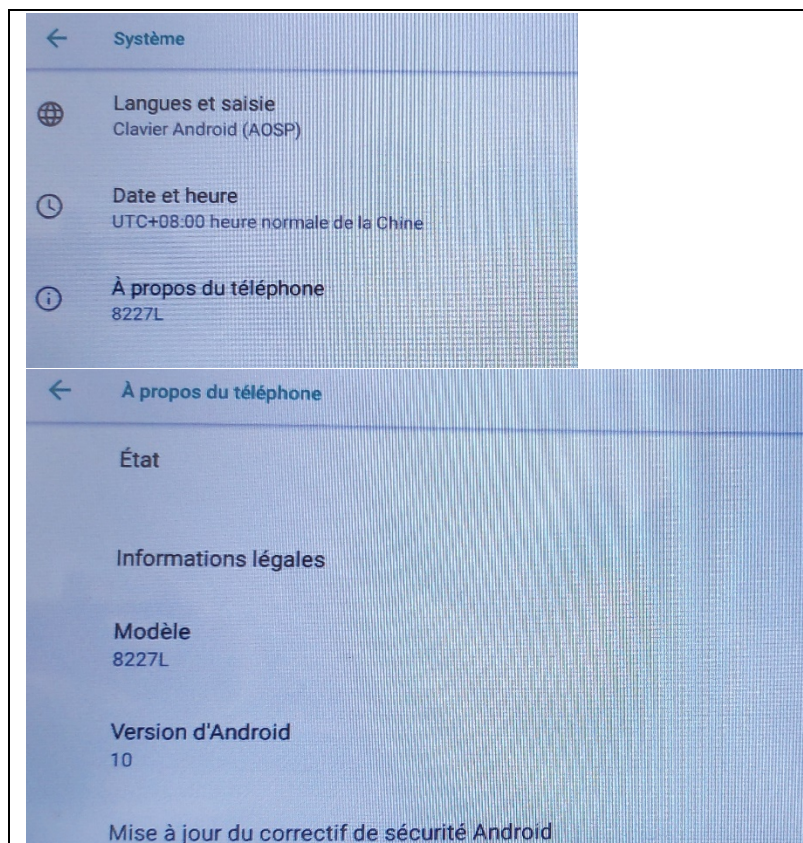 Système
Langues et saisie
Clavier Android (AOSP)
Date et heure
UTC+08:00 heure normale de la Chine
À propos du téléphone
8227L
À propos du téléphone
État
Informations légales
Modèle
8227L
Version d'Android
10
Mise à jour du correctif de sécurité Android